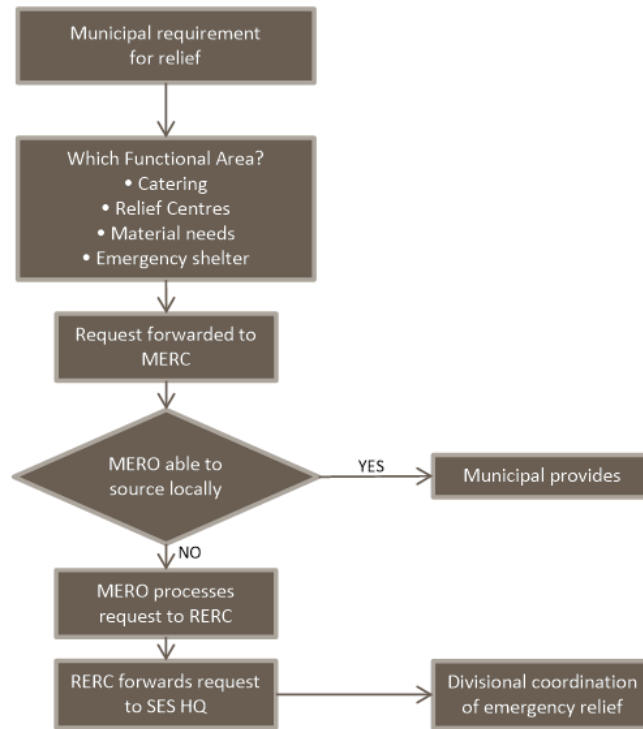 Municipal requirement
for relief
Which Functional Area?
• Catering
• Relief Centres
• Material needs
• Emergency shelter
Request forwarded to
MERC
MERO able to
source locally
YES
Municipal provides
NO
MERO processes
request to RERC
RERC forwards request
to SES HQ
Divisional coordination
of emergency relief